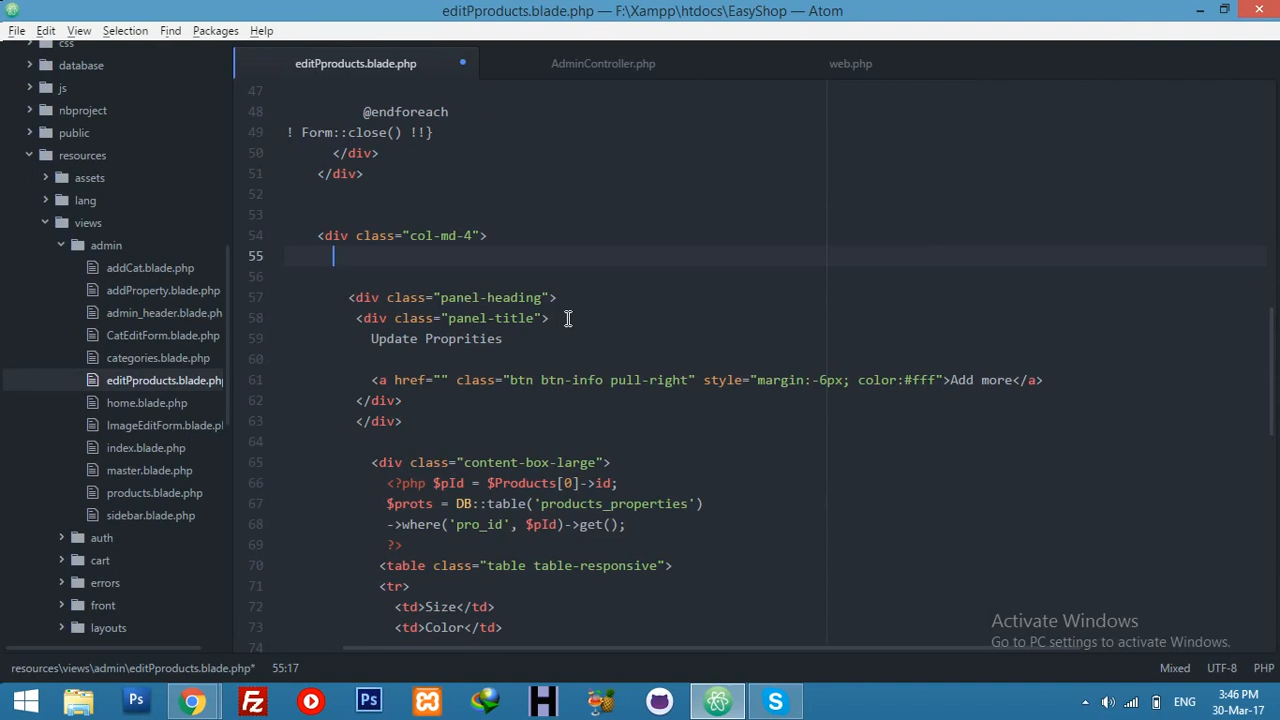 editPproducts.blade.php — F:\Xampp\htdocs\EasyShop — Atom
File Edit View Selection Find Packages Help
css
database
js
nbproject
public
resources
assets
lang
views
admin
addCat.blade.php
addProperty.blade.php
admin_header.blade.ph
CatEditForm.blade.php
categories.blade.php
editPproducts.blade.php
home.blade.php
ImageEditForm.blade.pl
index.blade.php
master.blade.php
products.blade.php
sidebar.blade.php
auth
cart
errors
front
layouts
editPproducts.blade.php AdminController.php web.php
47
48 @endforeach
49 ! Form::close() !!}
50 </div>
51 </div>
52
53
54 <div class="col-md-4">
55
56
57 <div class="panel-heading">
58 <div class="panel-title">
59 Update Proprities
60
61 <a href="" class="btn btn-info pull-right" style="margin:-6px; color:#fff">Add more</a>
62 </div>
63 </div>
64
65 <div class="content-box-large">
66 <?php $pId = $Products[0]->id;
67 $prots = DB::table('products_properties')
68 ->where('pro_id', $pId)->get();
69 ?>
70 <table class="table table-responsive">
71 <tr>
72 <td>Size</td>
73 <td>Color</td>
74
Activate Windows
Go to PC settings to activate Windows.
resources\views\admin\editPproducts.blade.php* 55:17 Mixed UTF-8 PHP
Ps Fz Ps H S ENG 3:46 PM
30-Mar-17